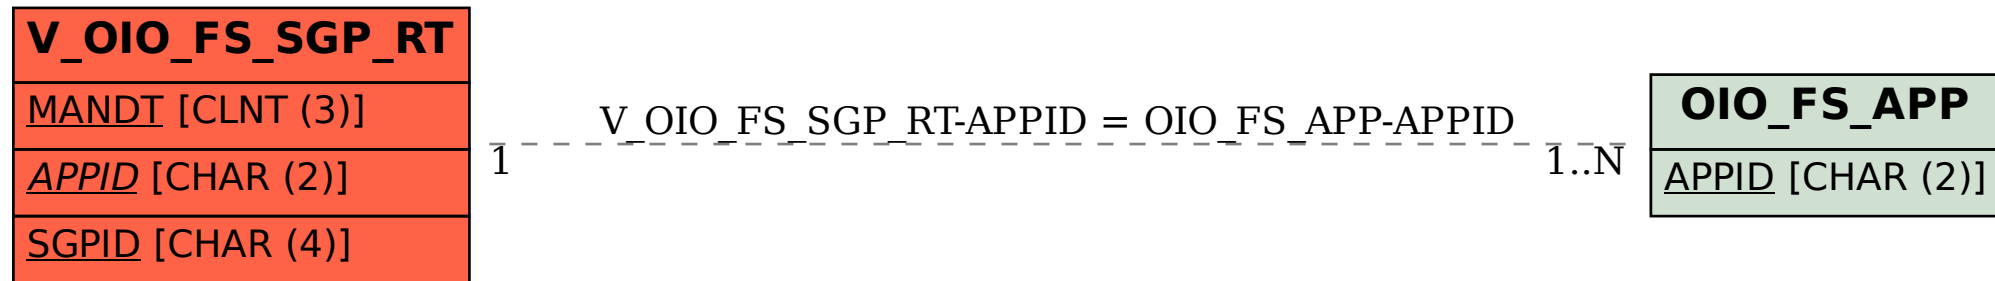 V_OIO_FS_SGP_RT
MANDT [CLNT (3)]
APPID [CHAR (2)]
SGPID [CHAR (4)]
V_OIO_FS_SGP_RT-APPID = OIO_FS_APP-APPID
1
1..N
OIO_FS_APP
APPID [CHAR (2)]